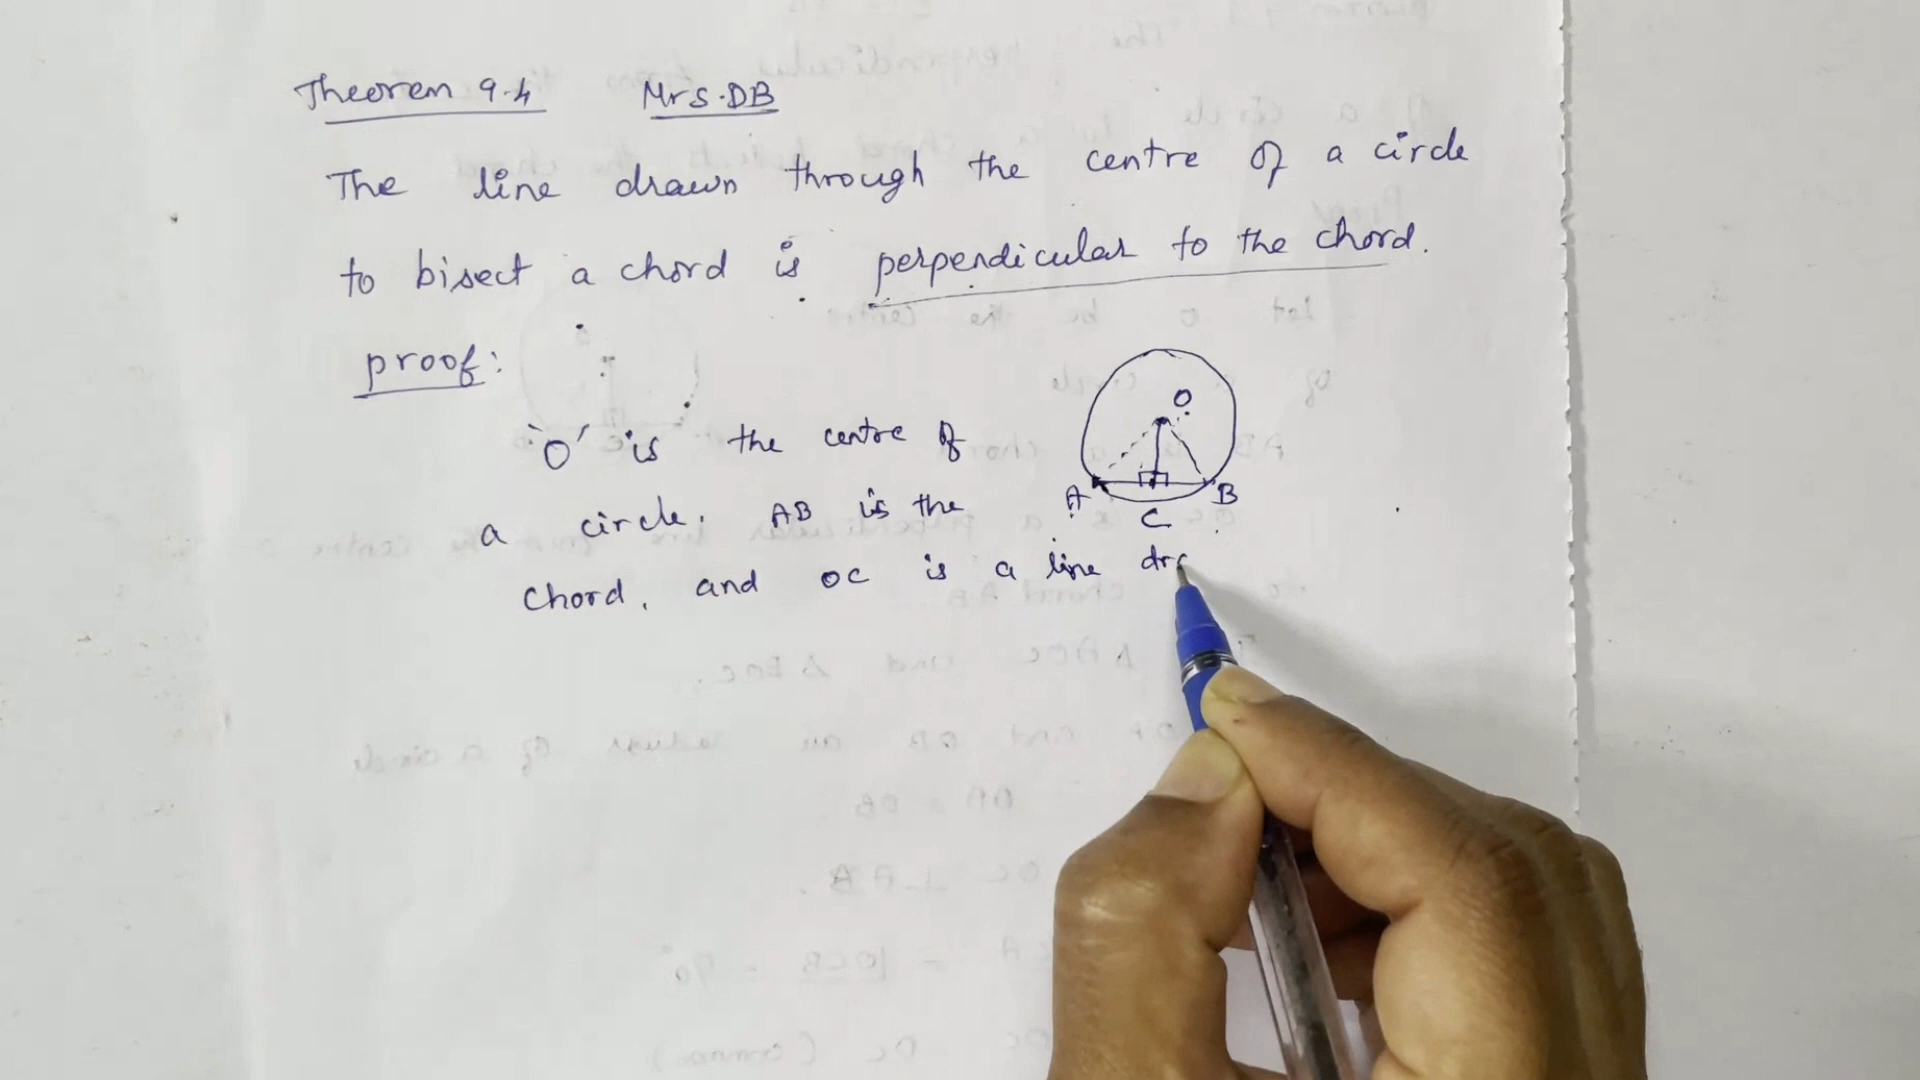 Theorem 9.4 Mrs.DB
The line drawn through the centre of a circle
to bisect a chord is perpendicular to the chord.
proof:
'O' is the centre of
a circle. AB is the
chord, and OC is a line dra
O
A B
C